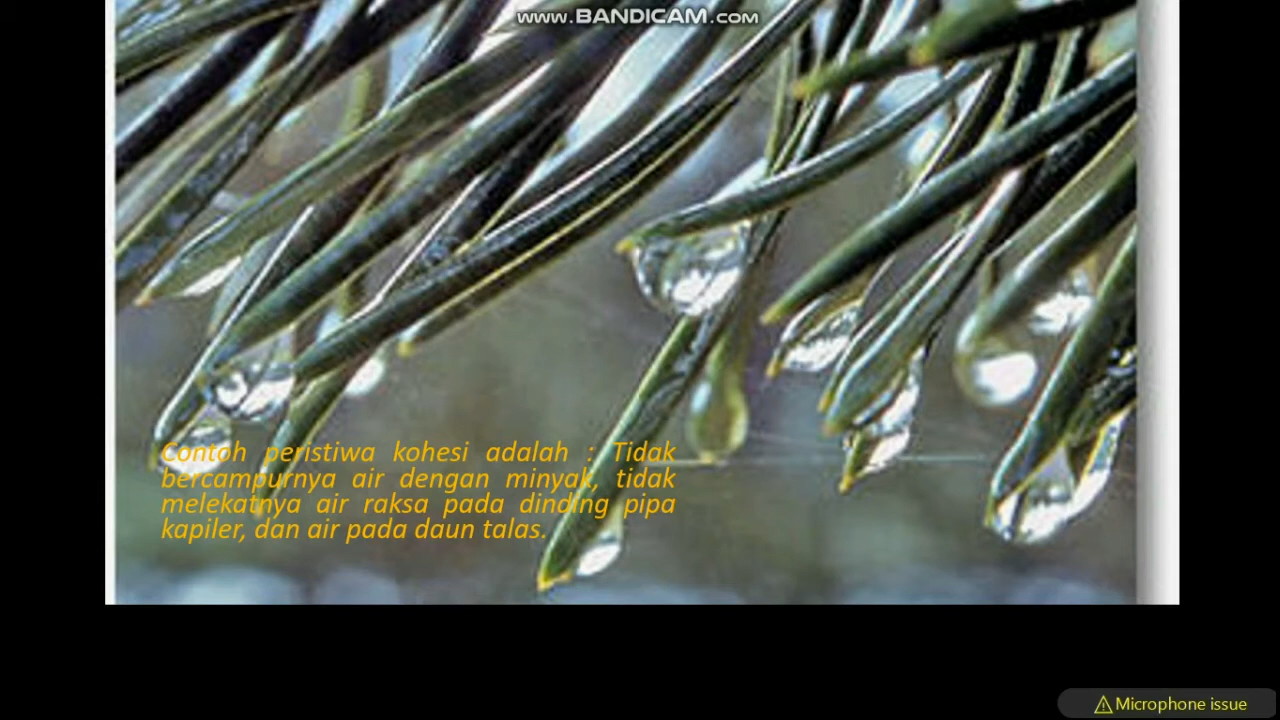 www.BANDICAM.com
Contoh peristiwa kohesi adalah : Tidak
bercampurnya air dengan minyak, tidak
melekatnya air raksa pada dinding pipa
kapiler, dan air pada daun talas.
Microphone issue